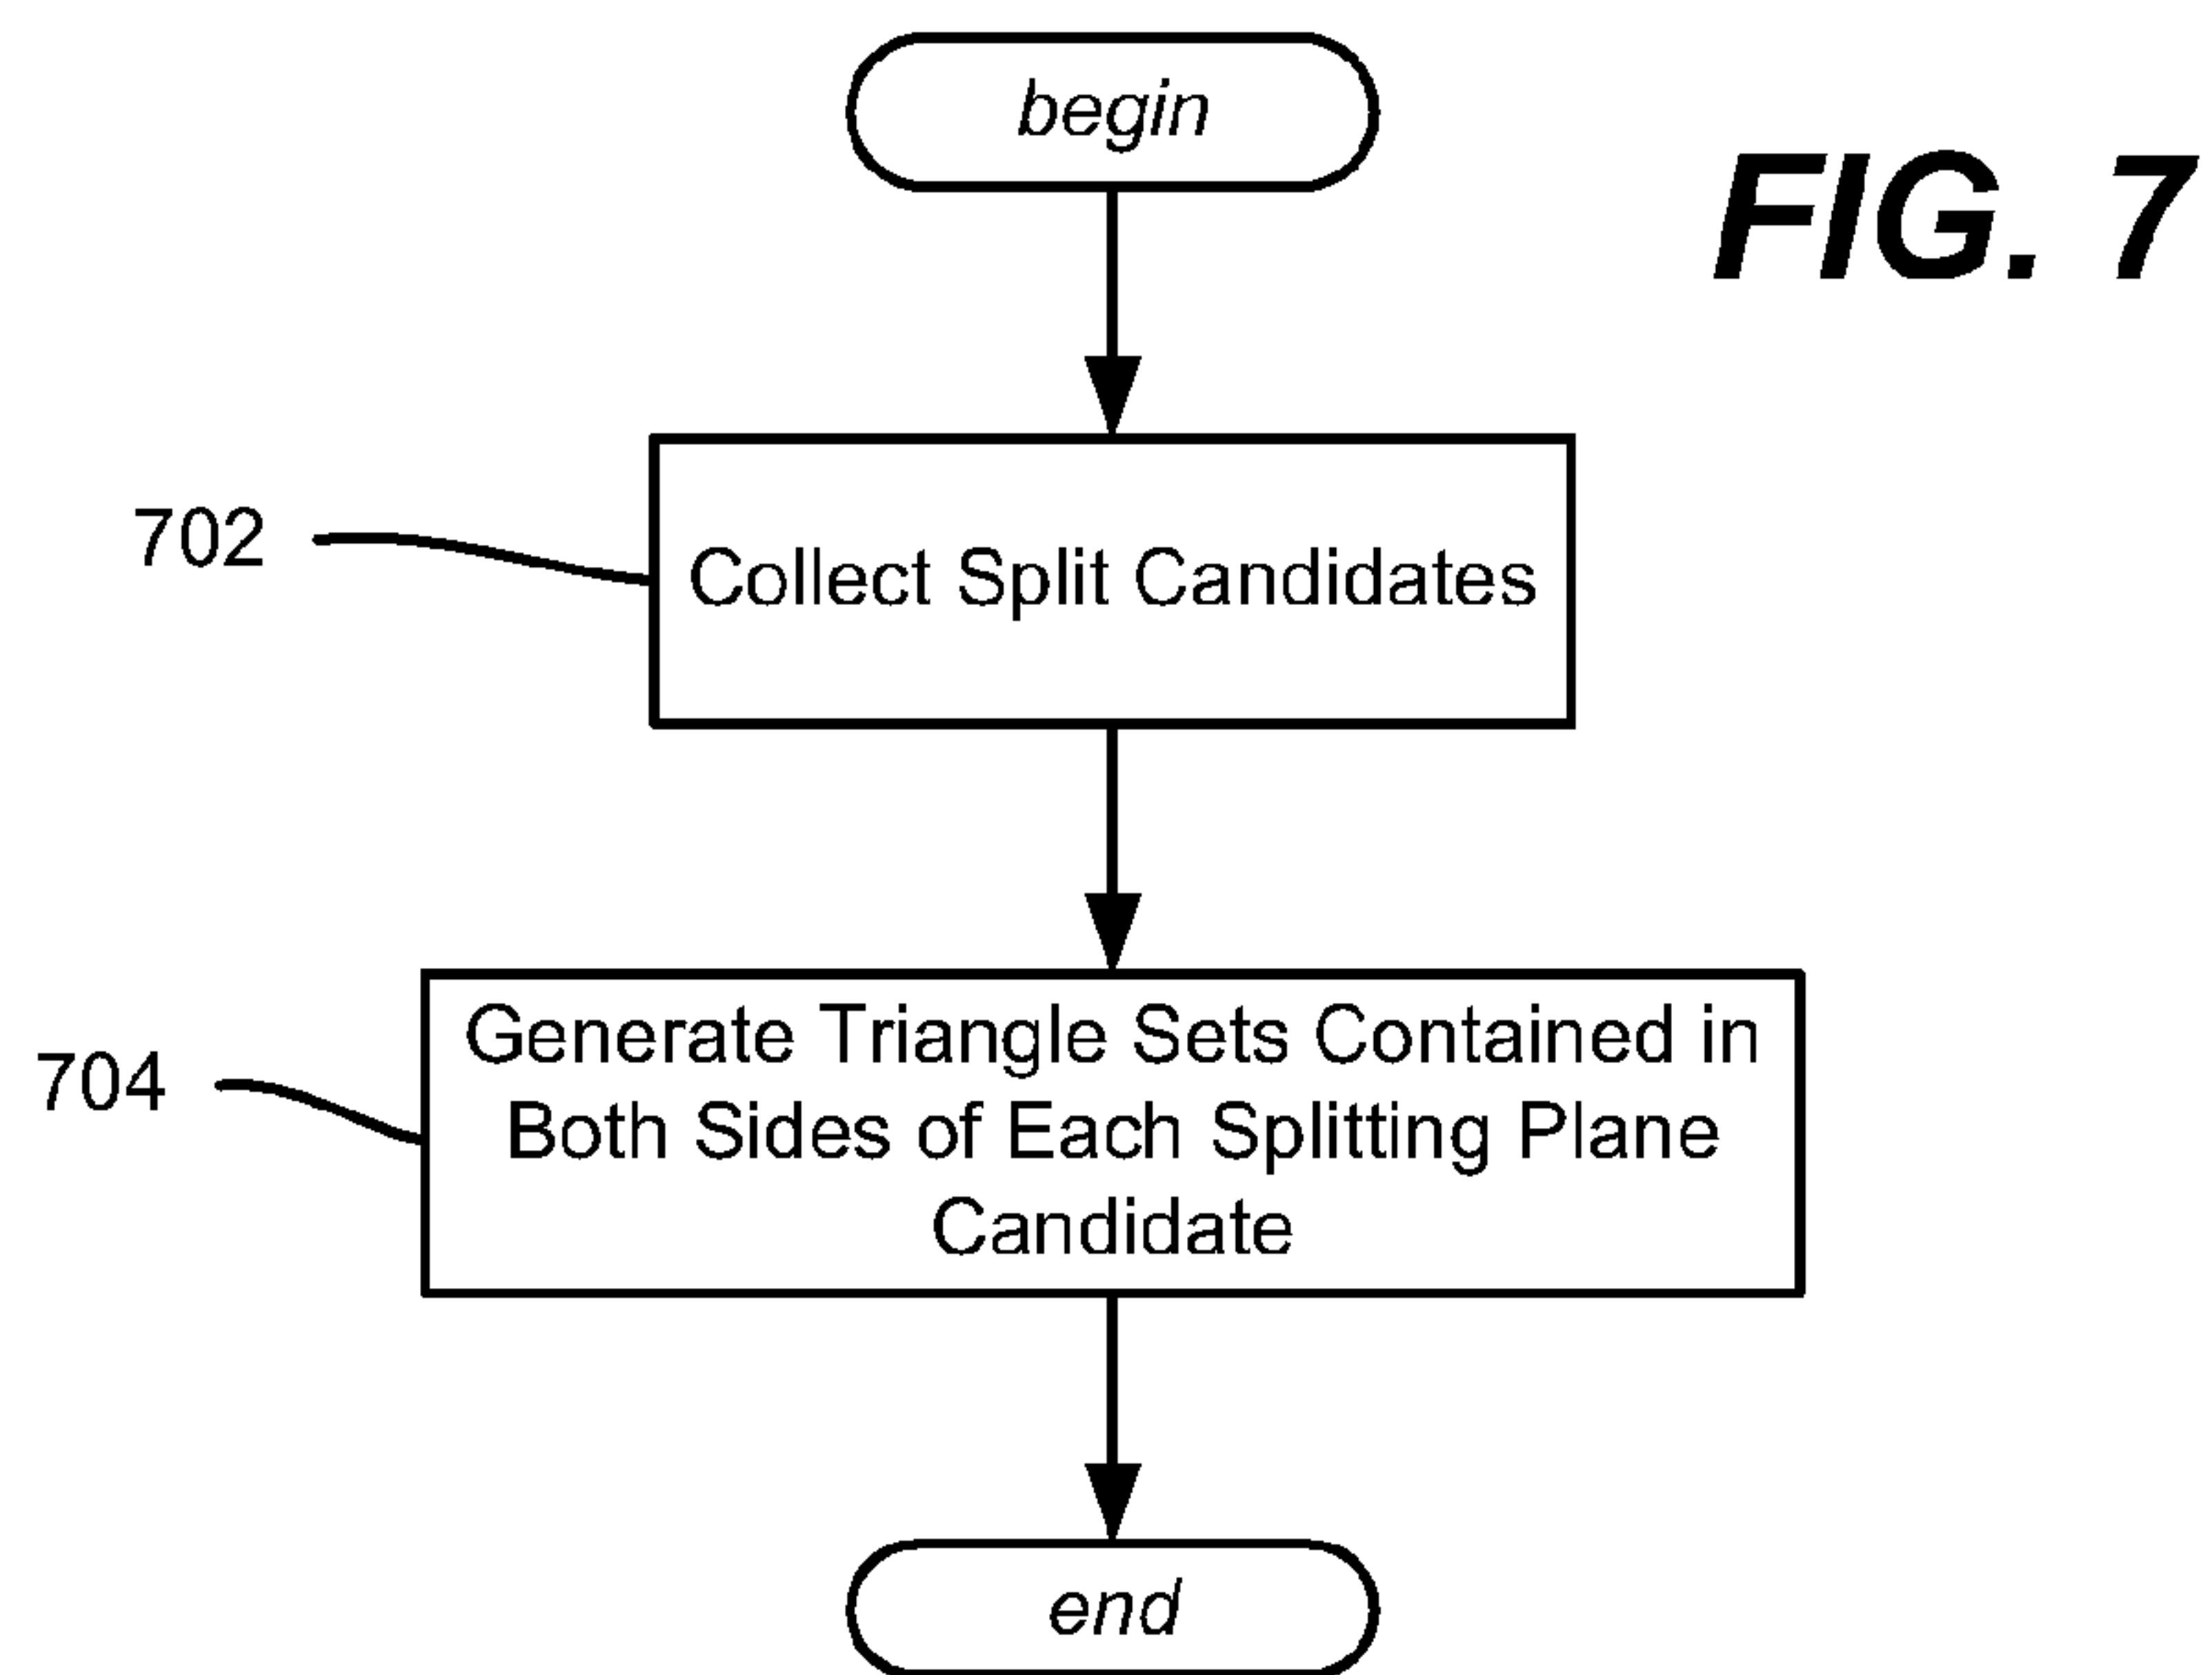 begin
FIG. 7
702
Collect Split Candidates
704
Generate Triangle Sets Contained in
Both Sides of Each Splitting Plane
Candidate
end